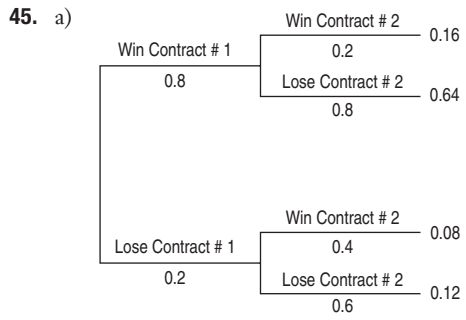 45. a)
Win Contract # 2
0.16
Win Contract # 1
0.2
0.8
Lose Contract # 2
0.64
0.8
Win Contract # 2
0.08
Lose Contract # 1
0.4
0.2
Lose Contract # 2
0.12
0.6